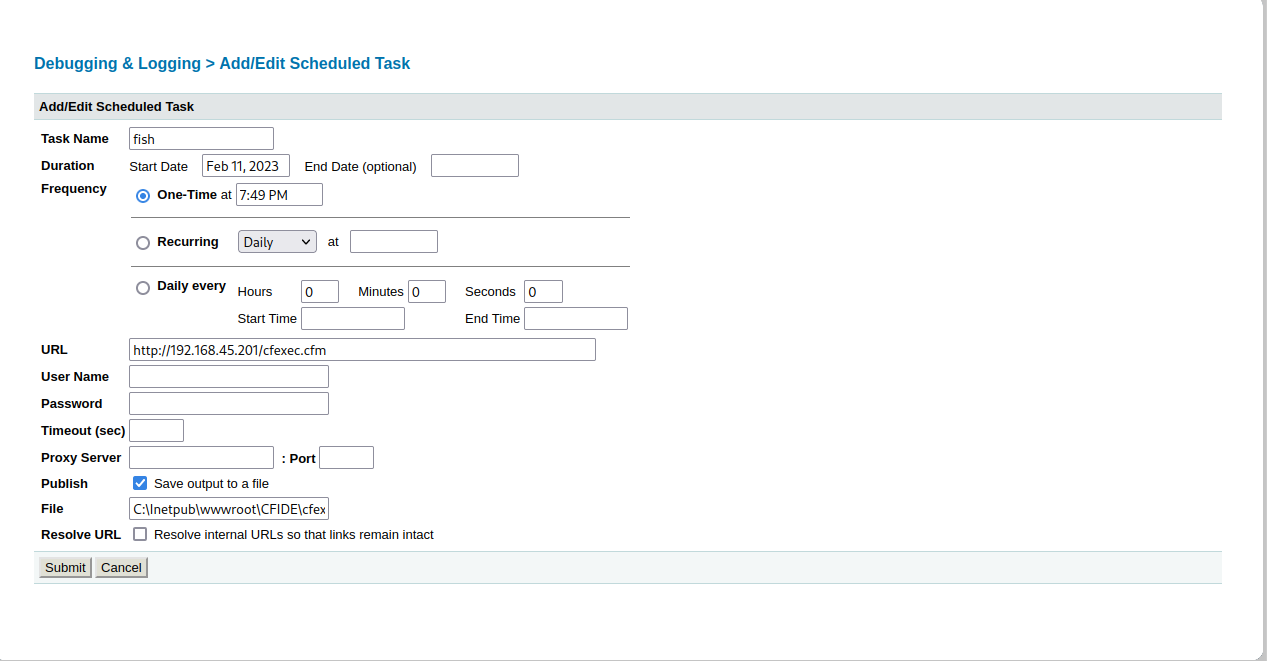 Debugging & Logging > Add/Edit Scheduled Task
Add/Edit Scheduled Task
Task Name fish
Duration Start Date Feb 11, 2023 End Date (optional)
Frequency
One-Time at 7:49 PM
Recurring Daily at
Daily every Hours 0 Minutes 0 Seconds 0
Start Time End Time
URL http://192.168.45.201/cfexec.cfm
User Name
Password
Timeout (sec)
Proxy Server : Port
Publish Save output to a file
File C:\Inetpub\wwwroot\CFIDE\cfex
Resolve URL Resolve internal URLs so that links remain intact
Submit Cancel